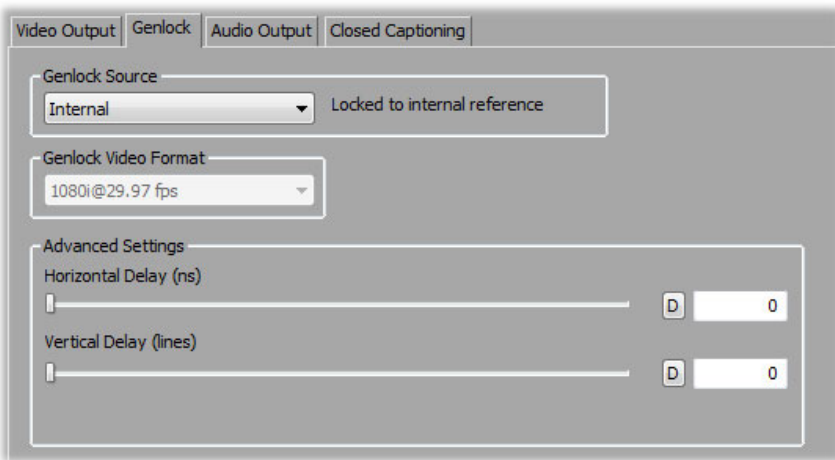 Video Output Genlock Audio Output Closed Captioning
Genlock Source
Internal Locked to internal reference
Genlock Video Format
1080i@29.97 fps
Advanced Settings
Horizontal Delay (ns)
D 0
Vertical Delay (lines)
D 0